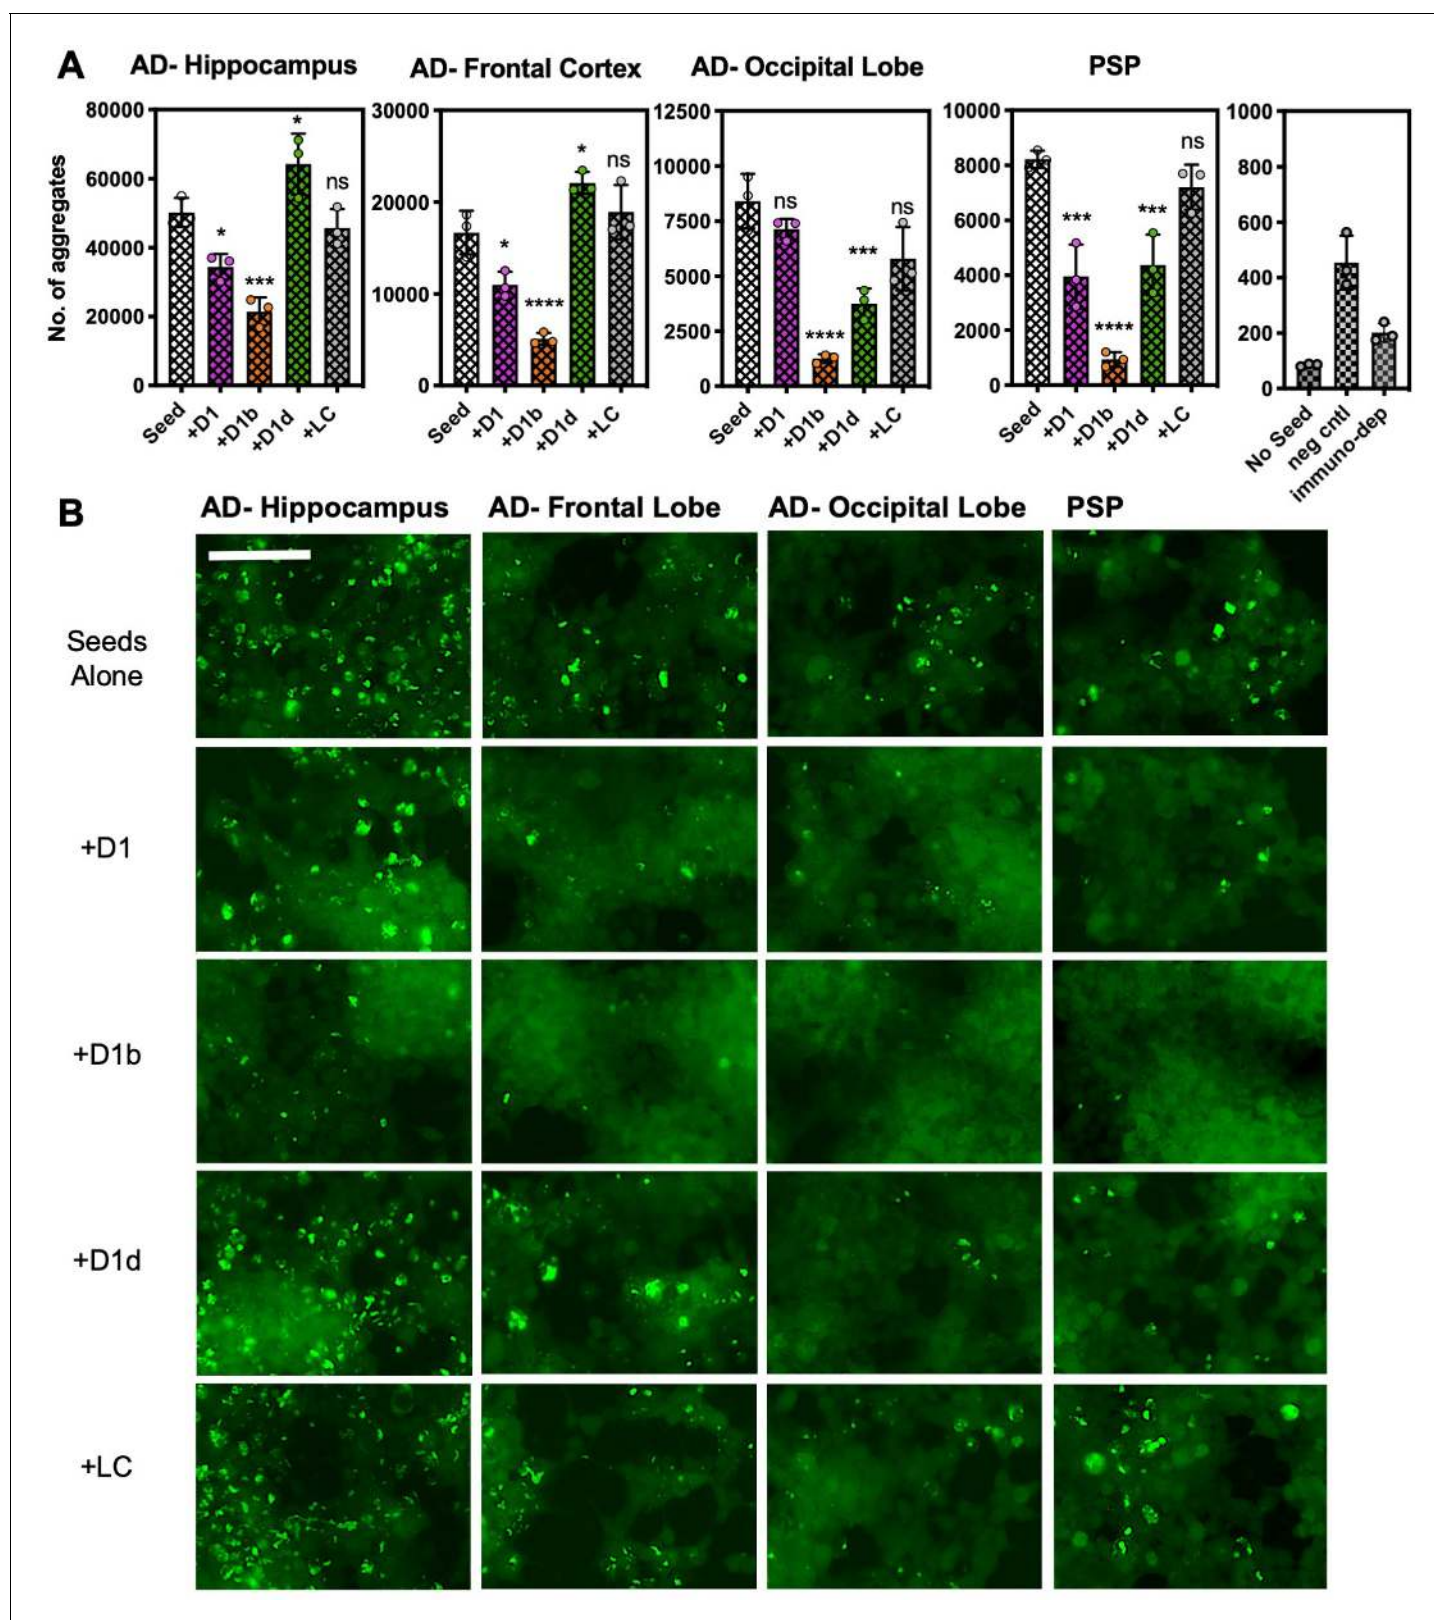 A
AD- Hippocampus
AD- Frontal Cortex
AD- Occipital Lobe
PSP
No. of aggregates
80000
60000
40000
20000
0
*
***
*
ns
Seed
+D1
+D1b
+D1d
+LC
30000
20000
10000
0
*
****
*
ns
Seed
+D1
+D1b
+D1d
+LC
12500
10000
7500
5000
2500
0
ns
****
***
ns
Seed
+D1
+D1b
+D1d
+LC
10000
8000
6000
4000
2000
0
***
****
***
ns
Seed
+D1
+D1b
+D1d
+LC
1000
800
600
400
200
0
No Seed
neg cntl
immuno-dep
B
AD- Hippocampus
AD- Frontal Lobe
AD- Occipital Lobe
PSP
Seeds
Alone
+D1
+D1b
+D1d
+LC